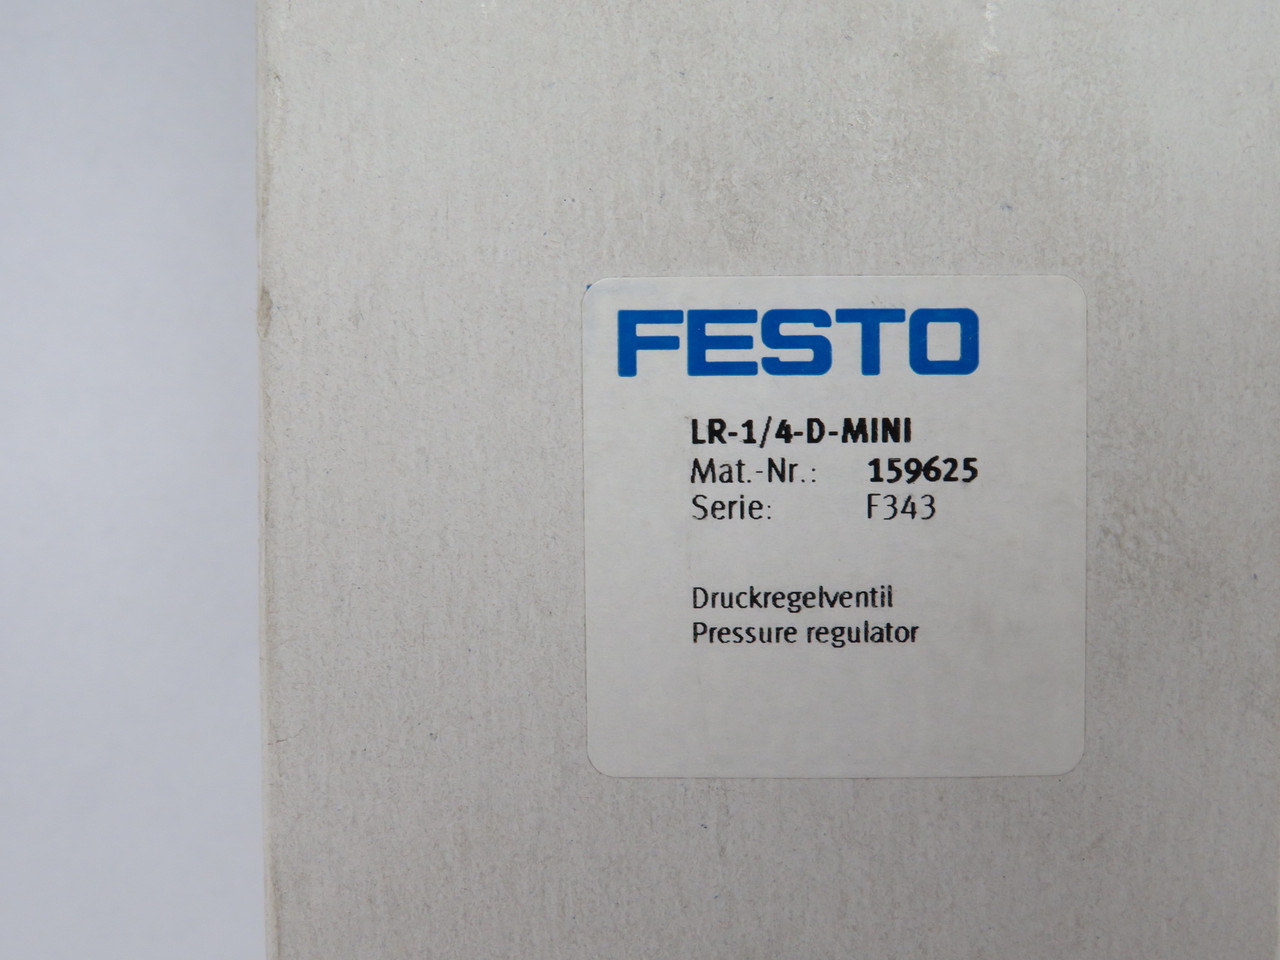 FESTO
LR-1/4-D-MINI
Mat.-Nr.: 159625
Serie: F343
Druckregelventil
Pressure regulator